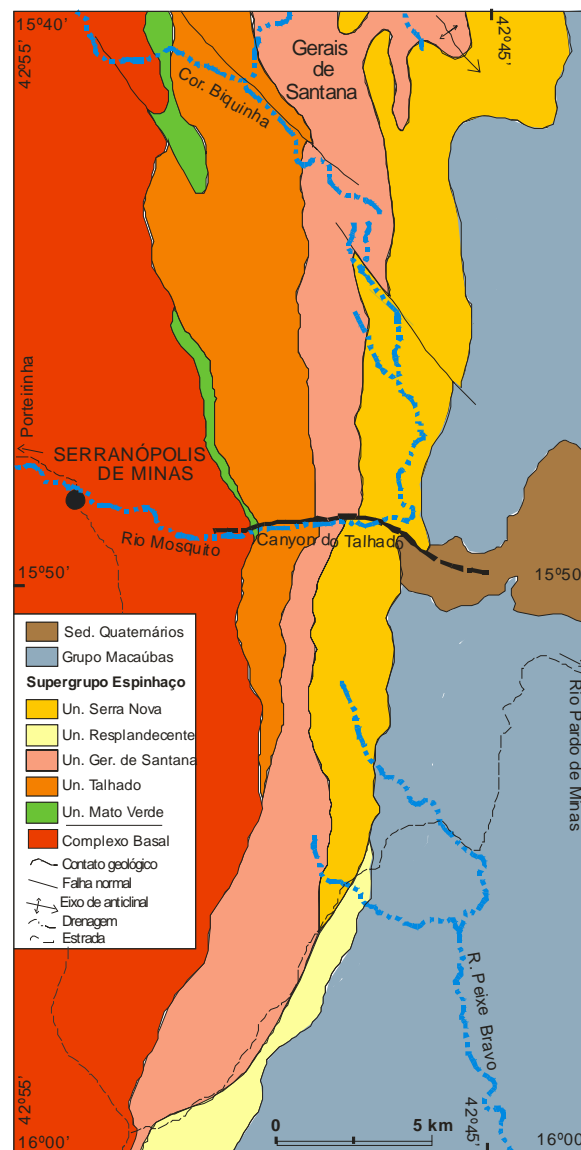 15º40'
42º55'
42º45'
Gerais
de
Santana
Cor. Biquinha
Porteirinha
SERRANÓPOLIS
DE MINAS
Rio Mosquito
Canyon do Talhado
15º50'
15º50'
Sed. Quaternários
Grupo Macaúbas
Supergrupo Espinhaço
Un. Serra Nova
Un. Resplandecente
Un. Ger. de Santana
Un. Talhado
Un. Mato Verde
Complexo Basal
Contato geológico
Falha normal
Eixo de anticlinal
Drenagem
Estrada
Rio Pardo de Minas
R. Peixe Bravo
42º55'
16º00'
0 5 km
42º45'
16º00'